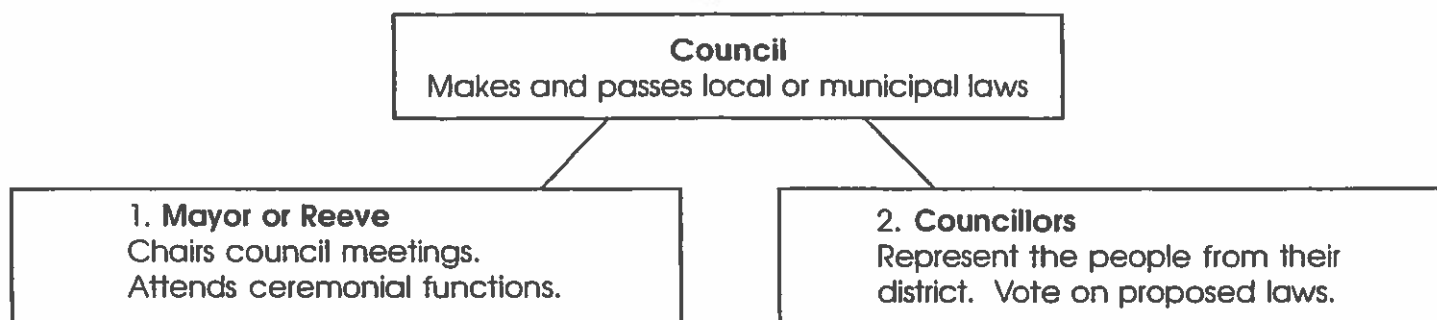 Council
Makes and passes local or municipal laws
1. Mayor or Reeve
Chairs council meetings.
Attends ceremonial functions.
2. Councillors
Represent the people from their
district. Vote on proposed laws.